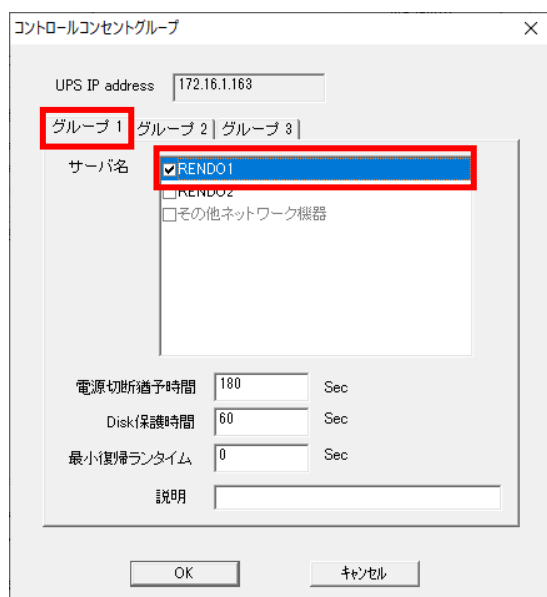 コントロールコンセントグループ
UPS IP address 172.16.1.163
グループ 1 グループ 2 グループ 3
サーバ名 RENDO1
RENDO2
その他ネットワーク機器
電源切断猶予時間 180 Sec
Disk保護時間 60 Sec
最小復帰ランタイム 0 Sec
説明
OK キャンセル